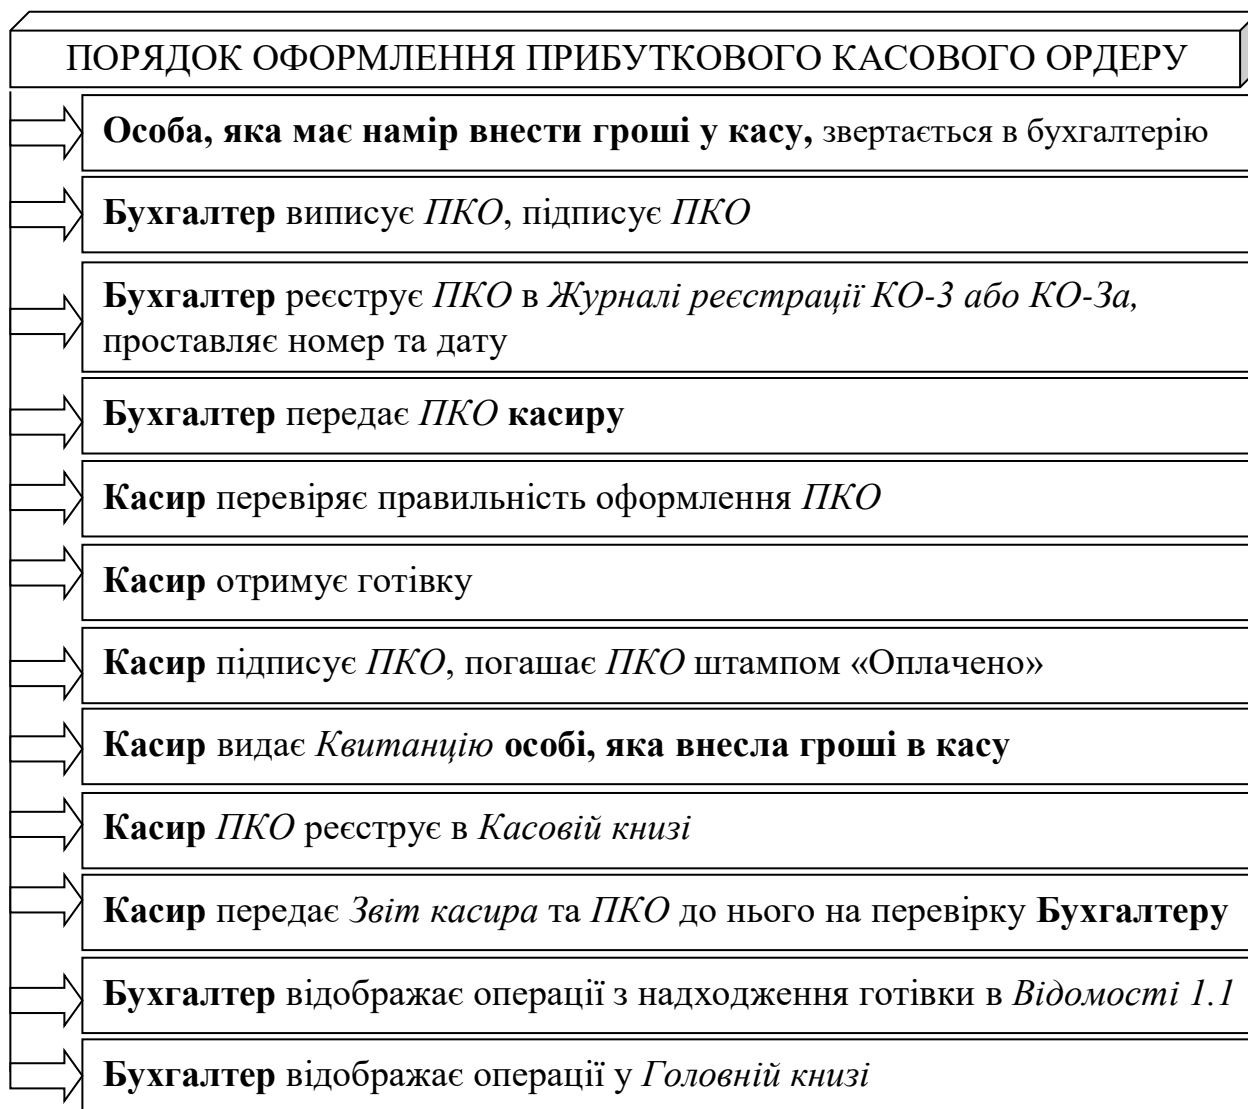 ПОРЯДОК ОФОРМЛЕННЯ ПРИБУТКОВОГО КАСОВОГО ОРДЕРУ
Особа, яка має намір внести гроші у касу, звертається в бухгалтерію
Бухгалтер виписує ПКО, підписує ПКО
Бухгалтер реєструє ПКО в Журналі реєстрації КО-3 або КО-3а,
проставляє номер та дату
Бухгалтер передає ПКО касиру
Касир перевіряє правильність оформлення ПКО
Касир отримує готівку
Касир підписує ПКО, погашає ПКО штампом «Оплачено»
Касир видає Квитанцію особі, яка внесла гроші в касу
Касир ПКО реєструє в Касовій книзі
Касир передає Звіт касира та ПКО до нього на перевірку Бухгалтеру
Бухгалтер відображає операції з надходження готівки в Відомості 1.1
Бухгалтер відображає операції у Головній книзі